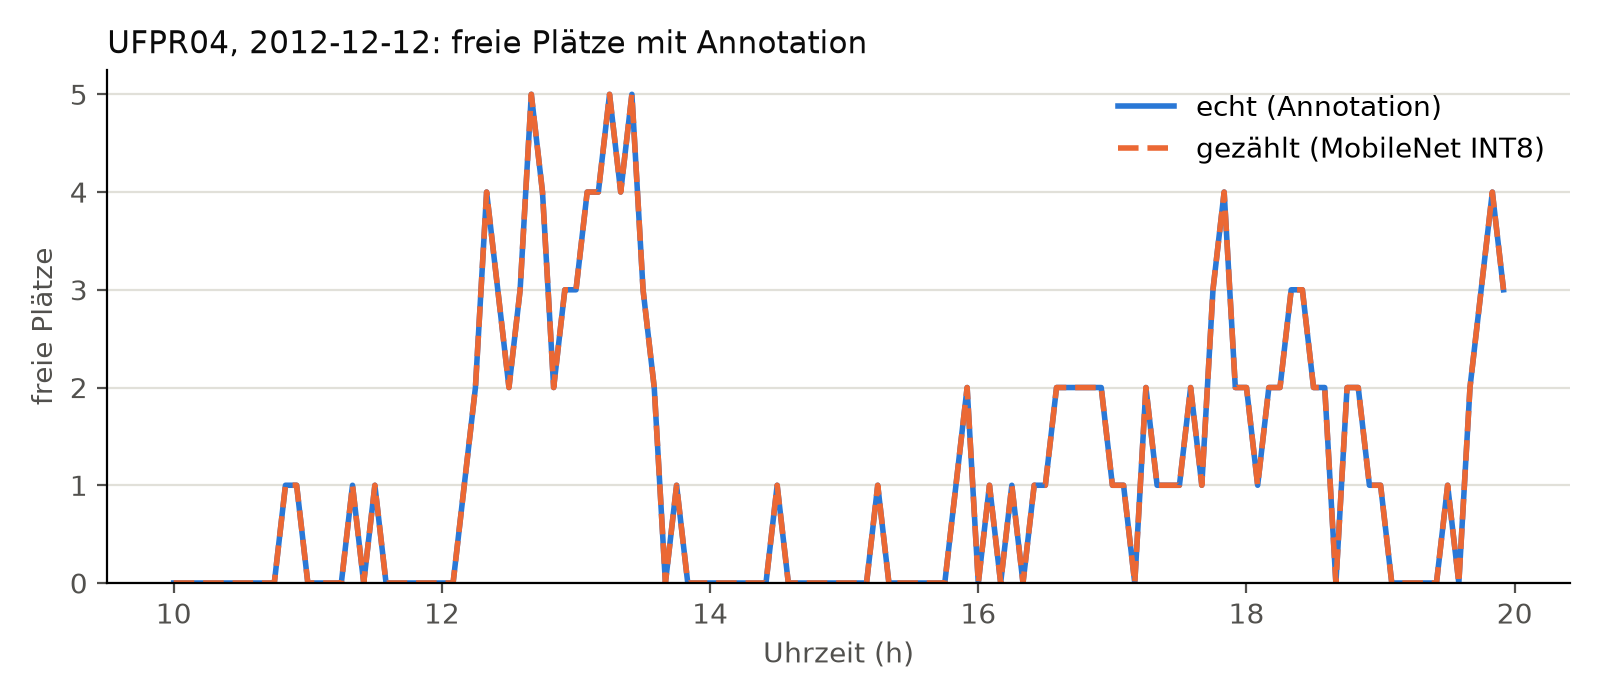 UFPR04, 2012-12-12: freie Plätze mit Annotation
echt (Annotation)
gezählt (MobileNet INT8)
freie Plätze
5
4
3
2
1
0
10 12 14 16 18 20
Uhrzeit (h)